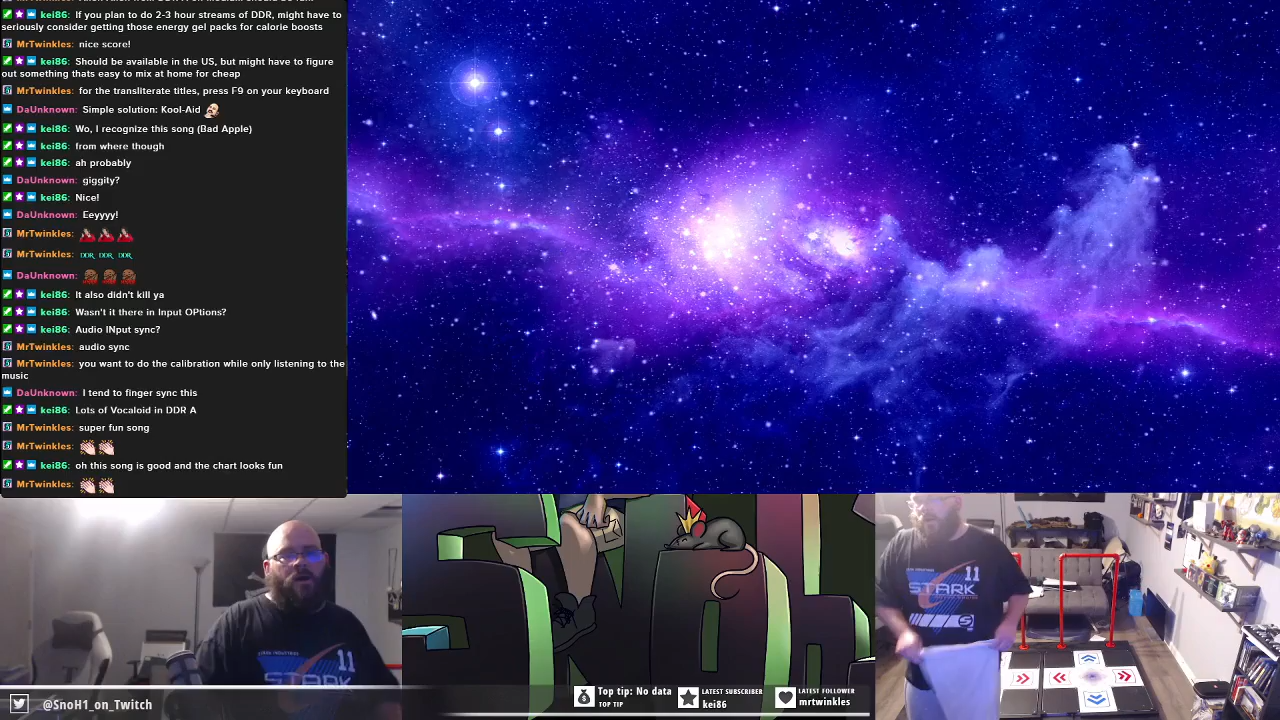 kei86: If you plan to do 2-3 hour streams of DDR, might have to
seriously consider getting those energy gel packs for calorie boosts
MrTwinkles: nice score!
kei86: Should be available in the US, but might have to figure
out something thats easy to mix at home for cheap
MrTwinkles: for the transliterate titles, press F9 on your keyboard
DaUnknown: Simple solution: Kool-Aid
kei86: Wo, I recognize this song (Bad Apple)
kei86: from where though
kei86: ah probably
DaUnknown: giggity?
kei86: Nice!
DaUnknown: Eeyyyy!
MrTwinkles:
MrTwinkles: DDR DDR DDR
DaUnknown:
kei86: It also didn't kill ya
kei86: Wasn't it there in Input OPtions?
kei86: Audio INput sync?
MrTwinkles: audio sync
MrTwinkles: you want to do the calibration while only listening to the
music
DaUnknown: I tend to finger sync this
kei86: Lots of Vocaloid in DDR A
MrTwinkles: super fun song
MrTwinkles:
kei86: oh this song is good and the chart looks fun
MrTwinkles:
11
STARK
11
STARK
@SnoH1_on_Twitch
Top tip: No data
TOP TIP
LATEST SUBSCRIBER
kei86
LATEST FOLLOWER
mrtwinkles